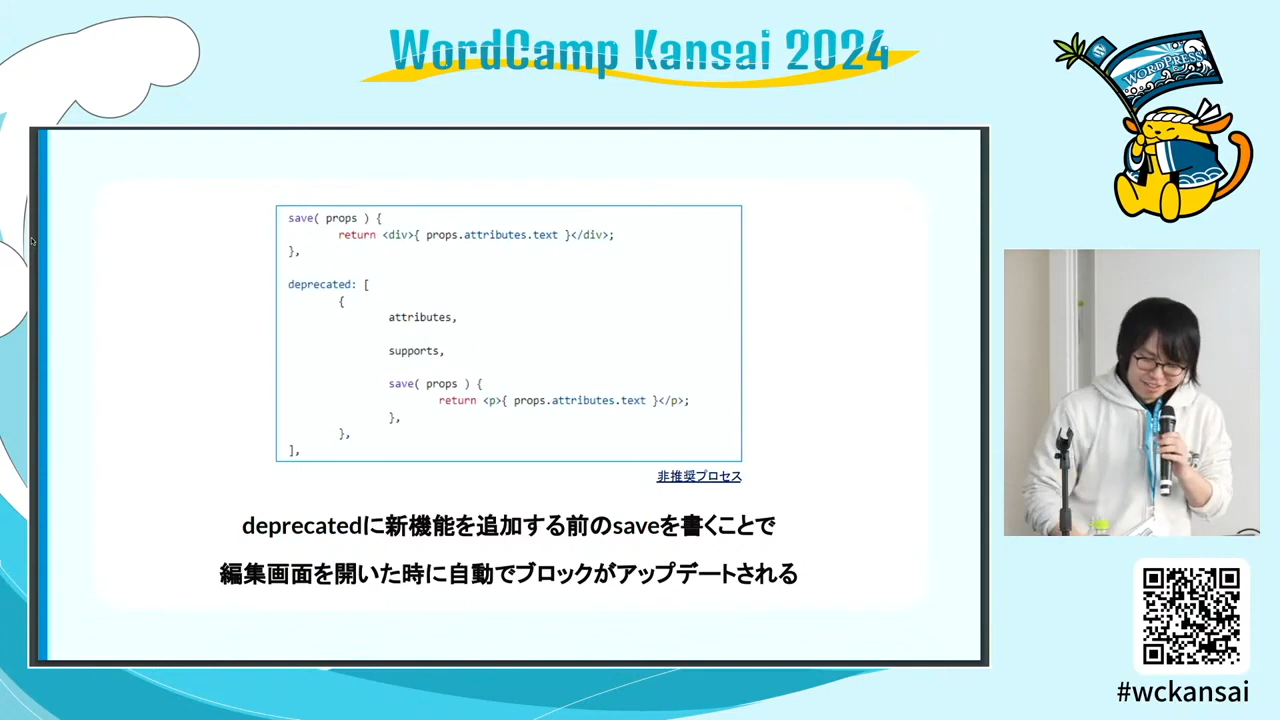 WordCamp Kansai 2024
WORDPRESS
W
save( props ) {
return <div>{ props.attributes.text }</div>;
},
deprecated: [
{
attributes,
supports,
save( props ) {
return <p>{ props.attributes.text }</p>;
},
},
],
非推奨プロセス
deprecatedに新機能を追加する前のsaveを書くことで
編集画面を開いた時に自動でブロックがアップデートされる
#wckansai